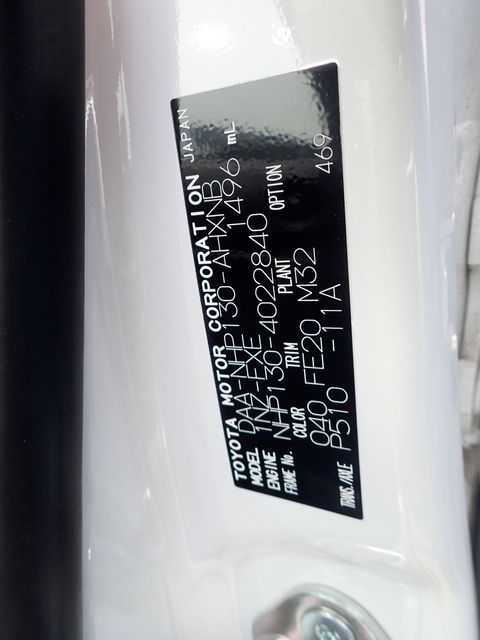 TOYOTA MOTOR CORPORATION JAPAN
MODEL DAA-NHP130-AHXNB
ENGINE 1NZ-FXE 1496 mL
FRAME No. NHP130-4022840
COLOR TRIM PLANT OPTION
040 FE20 M32 469
TRANS./AXLE P510 -11A